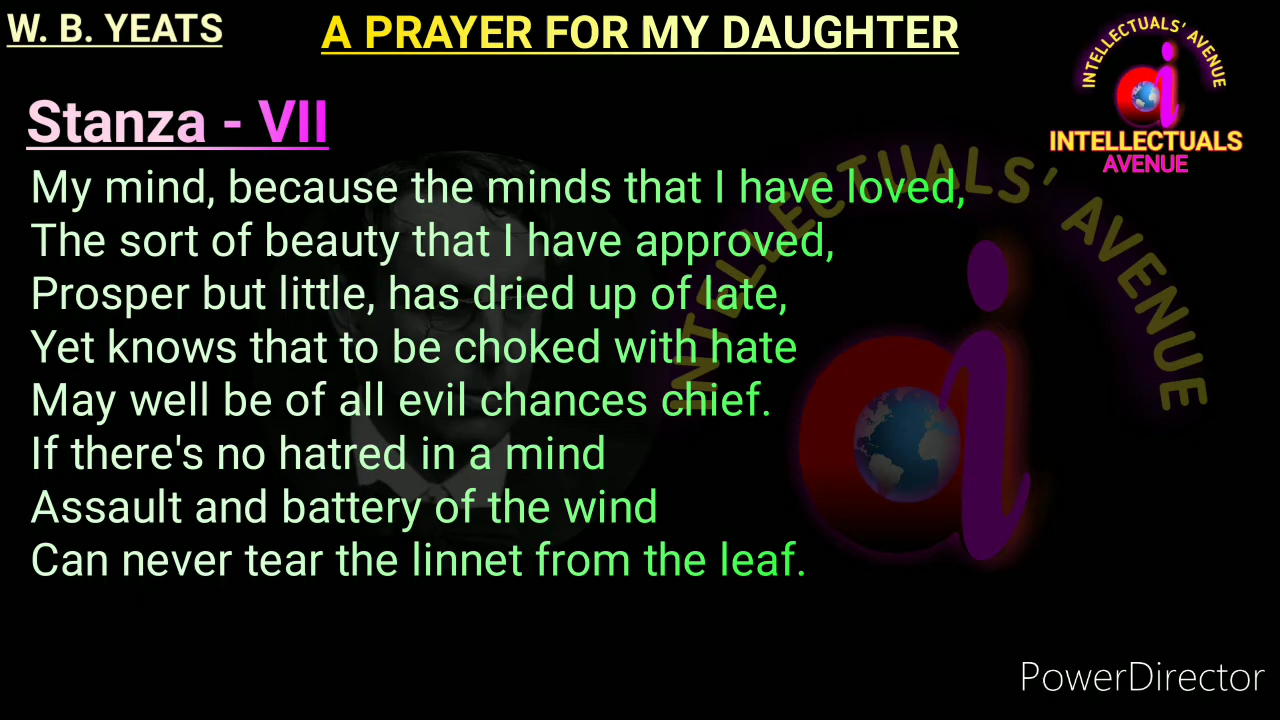 W. B. YEATS
A PRAYER FOR MY DAUGHTER
INTELLECTUALS' AVENUE
INTELLECTUALS
AVENUE
Stanza - VII
My mind, because the minds that I have loved,
The sort of beauty that I have approved,
Prosper but little, has dried up of late,
Yet knows that to be choked with hate
May well be of all evil chances chief.
If there's no hatred in a mind
Assault and battery of the wind
Can never tear the linnet from the leaf.
INTELLECTUALS' AVENUE
PowerDirector